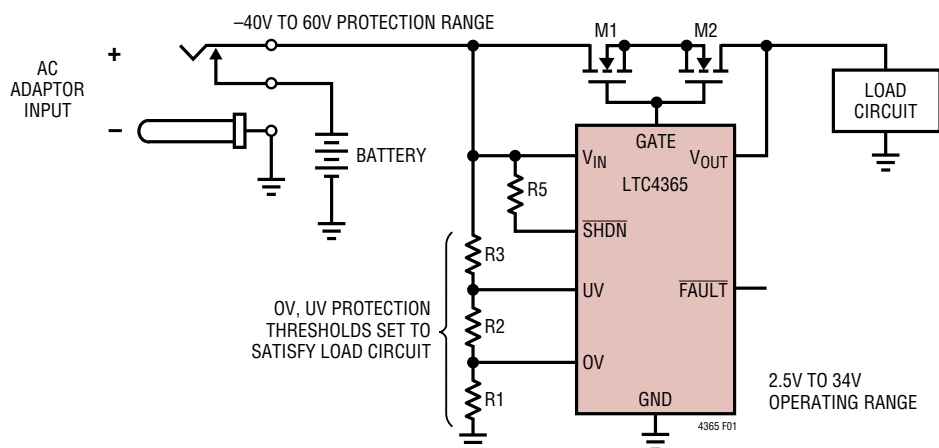 –40V TO 60V PROTECTION RANGE
M1
M2
+
AC
ADAPTOR
INPUT
–
BATTERY
LOAD
CIRCUIT
GATE
VIN
VOUT
LTC4365
R5
SHDN
R3
UV
FAULT
R2
OV, UV PROTECTION
THRESHOLDS SET TO
SATISFY LOAD CIRCUIT
OV
R1
GND
2.5V TO 34V
OPERATING RANGE
4365 F01